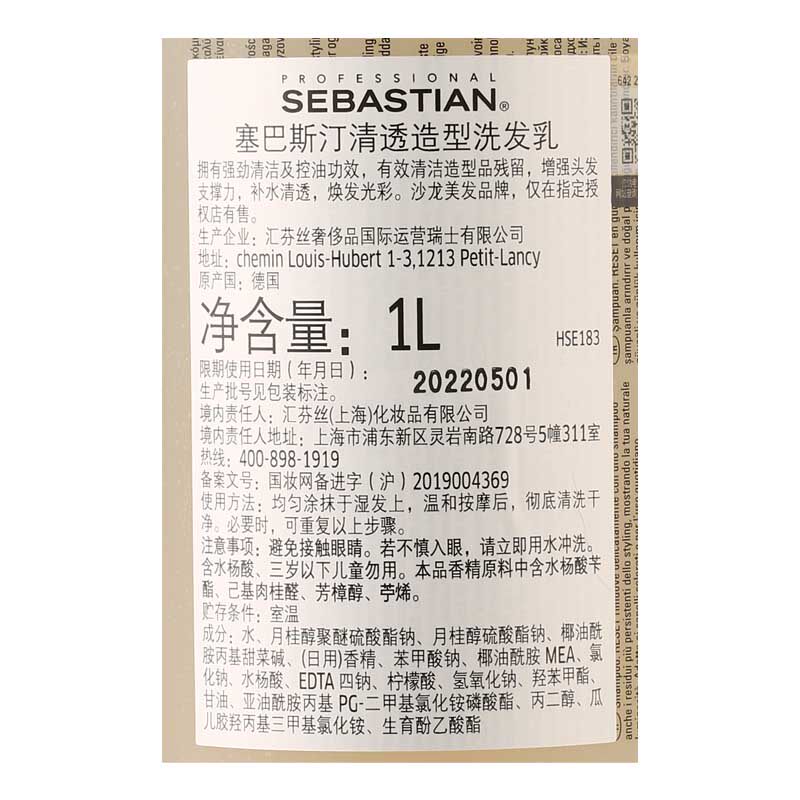 PROFESSIONAL
SEBASTIAN®
塞巴斯汀清透造型洗发乳
拥有强劲清洁及控油功效，有效清洁造型品残留，增强头发
支撑力，补水清透，焕发光彩。沙龙美发品牌，仅在指定授
权店有售。
生产企业：汇芬丝奢侈品国际运营瑞士有限公司
地址：chemin Louis-Hubert 1-3,1213 Petit-Lancy
原产国：德国
净含量：1L
HSE183
限期使用日期（年月日）：20220501
生产批号见包装标注。
境内责任人：汇芬丝(上海)化妆品有限公司
境内责任人地址：上海市浦东新区灵岩南路728号5幢311室
热线：400-898-1919
备案文号：国妆网备进字（沪）2019004369
使用方法：均匀涂抹于湿发上，温和按摩后，彻底清洗干
净。必要时，可重复以上步骤。
注意事项：避免接触眼睛。若不慎入眼，请立即用水冲洗。
含水杨酸、三岁以下儿童勿用。本品香精原料中含水杨酸苄
酯、己基肉桂醛、芳樟醇、苧烯。
贮存条件：室温
成分：水、月桂醇聚醚硫酸酯钠、月桂醇硫酸酯钠、椰油酰
胺丙基甜菜碱、(日用)香精、苯甲酸钠、椰油酰胺 MEA、氯
化钠、水杨酸、EDTA 四钠、柠檬酸、氢氧化钠、羟苯甲酯、
甘油、亚油酰胺丙基 PG-二甲基氯化铵磷酸酯、丙二醇、瓜
儿胶羟丙基三甲基氯化铵、生育酚乙酸酯